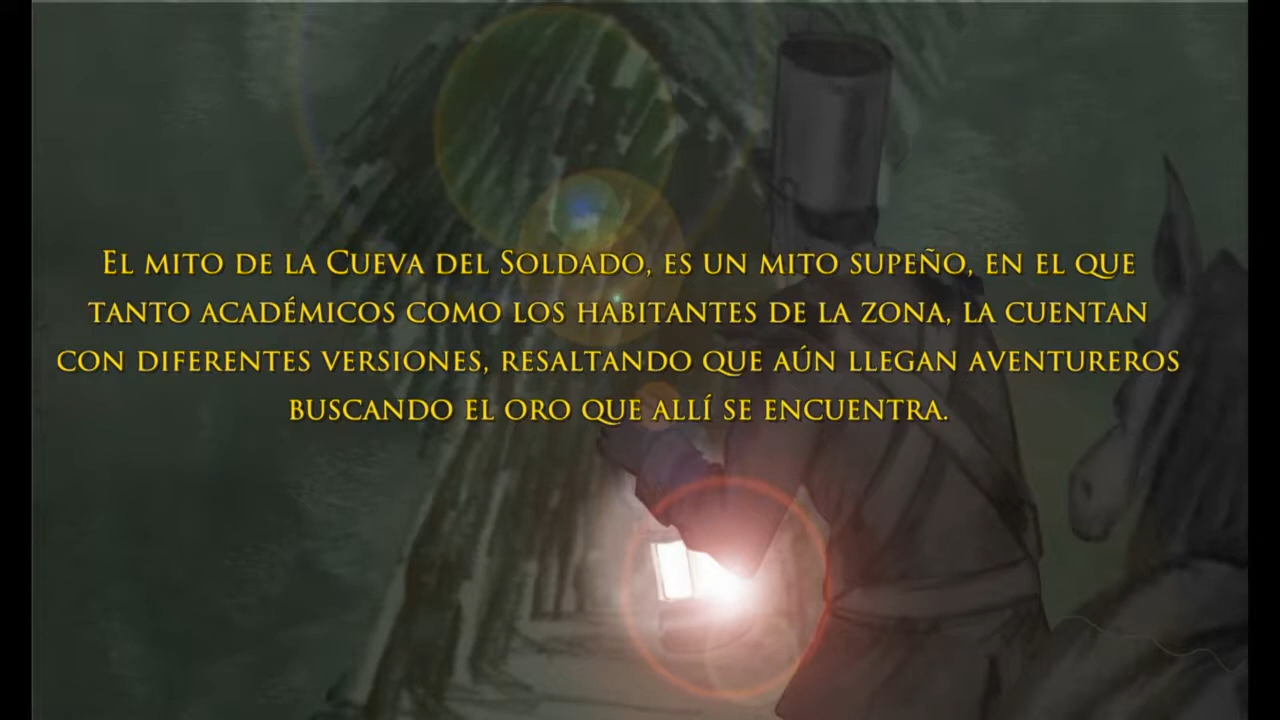 El mito de la Cueva del Soldado, es un mito supeño, en el que
tanto académicos como los habitantes de la zona, la cuentan
con diferentes versiones, resaltando que aún llegan aventureros
buscando el oro que allí se encuentra.